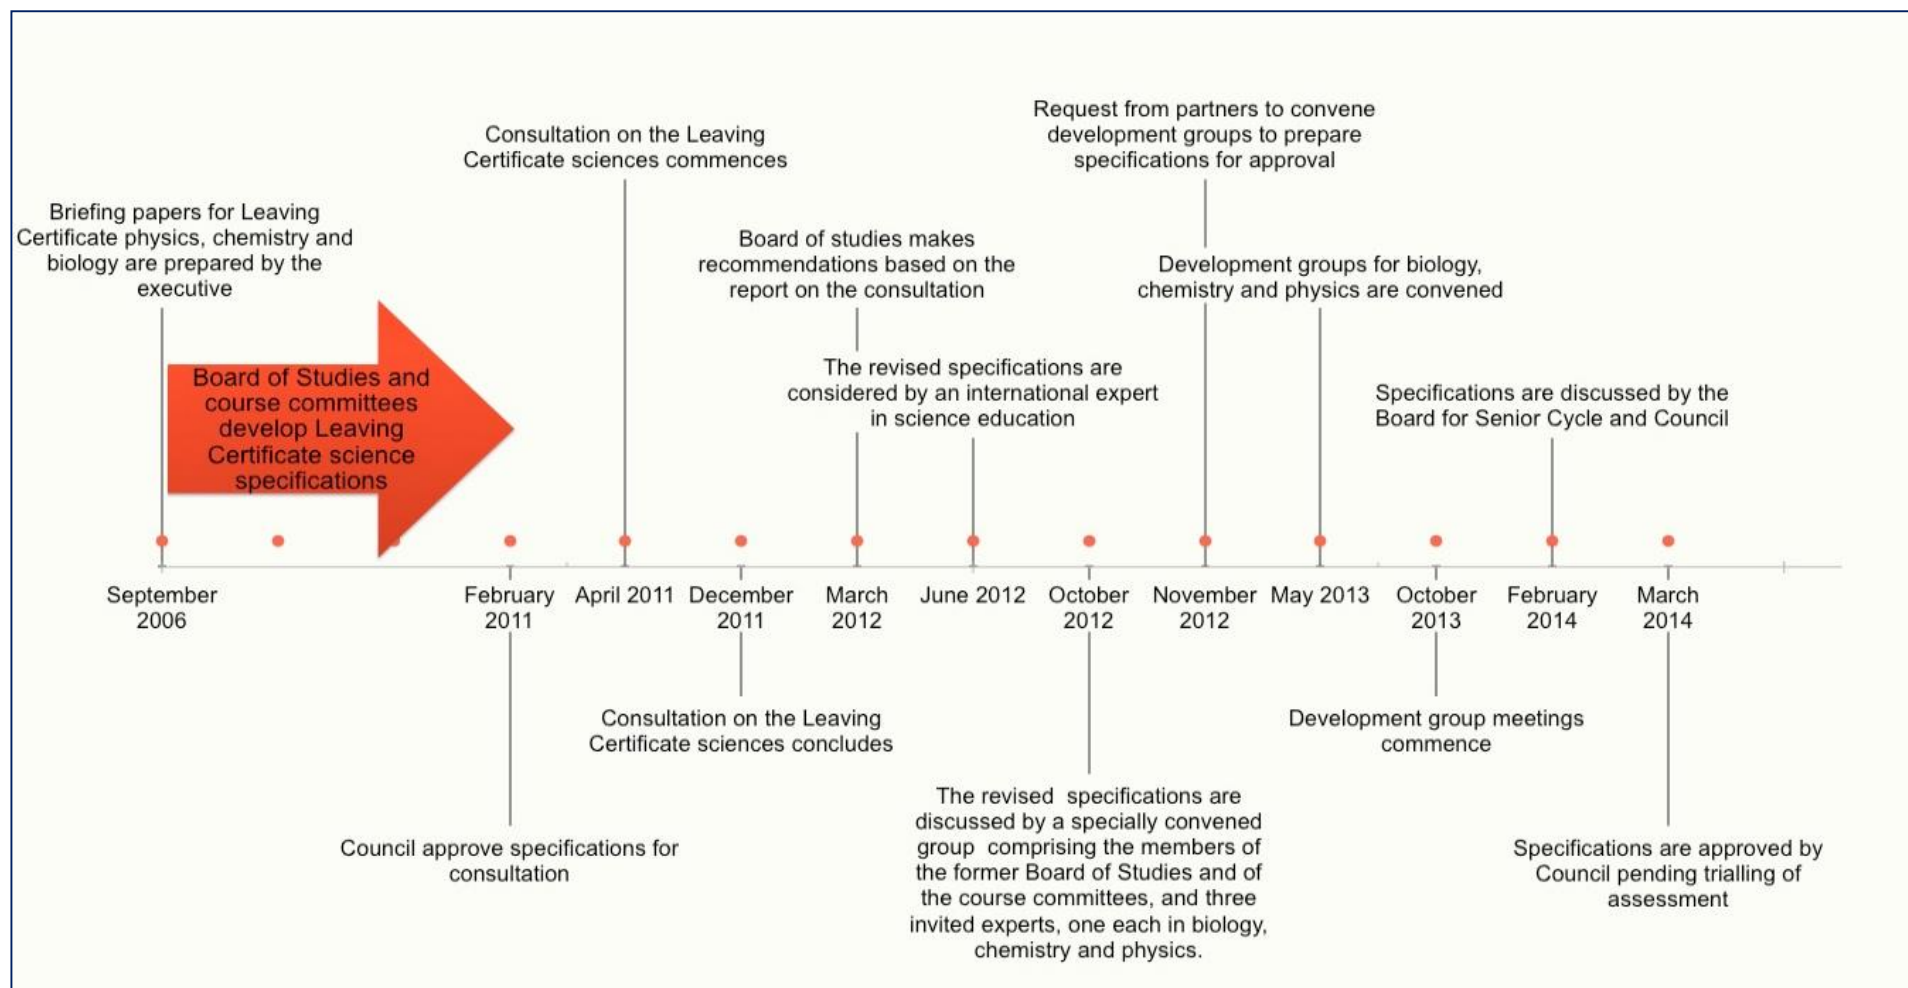 Request from partners to convene
development groups to prepare
specifications for approval
Consultation on the Leaving
Certificate sciences commences
Briefing papers for Leaving
Certificate physics, chemistry and
biology are prepared by the
executive
Board of studies makes
recommendations based on the
report on the consultation
Development groups for biology,
chemistry and physics are convened
The revised specifications are
considered by an international expert
in science education
Board of Studies and
course committees
develop Leaving
Certificate science
specifications
Specifications are discussed by the
Board for Senior Cycle and Council
September
2006
February
2011
April 2011
December
2011
March
2012
June 2012
October
2012
November
2012
May 2013
October
2013
February
2014
March
2014
Consultation on the Leaving
Certificate sciences concludes
Development group meetings
commence
The revised  specifications are
discussed by a specially convened
group  comprising the members of
the former Board of Studies and of
the course committees, and three
invited experts, one each in biology,
chemistry and physics.
Council approve specifications for
consultation
Specifications are approved by
Council pending trialling of
assessment